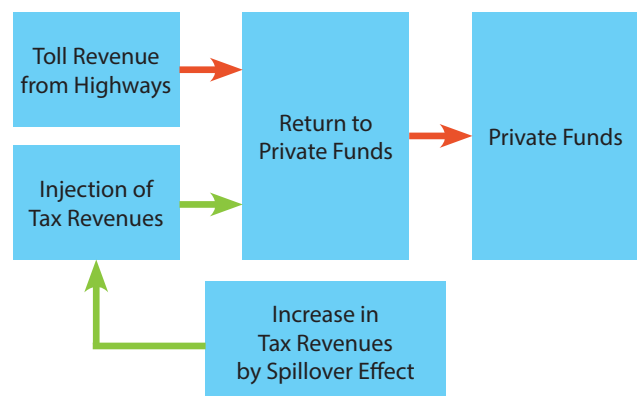 Toll Revenue
from Highways
Return to
Private Funds
Private Funds
Injection of
Tax Revenues
Increase in
Tax Revenues
by Spillover Effect